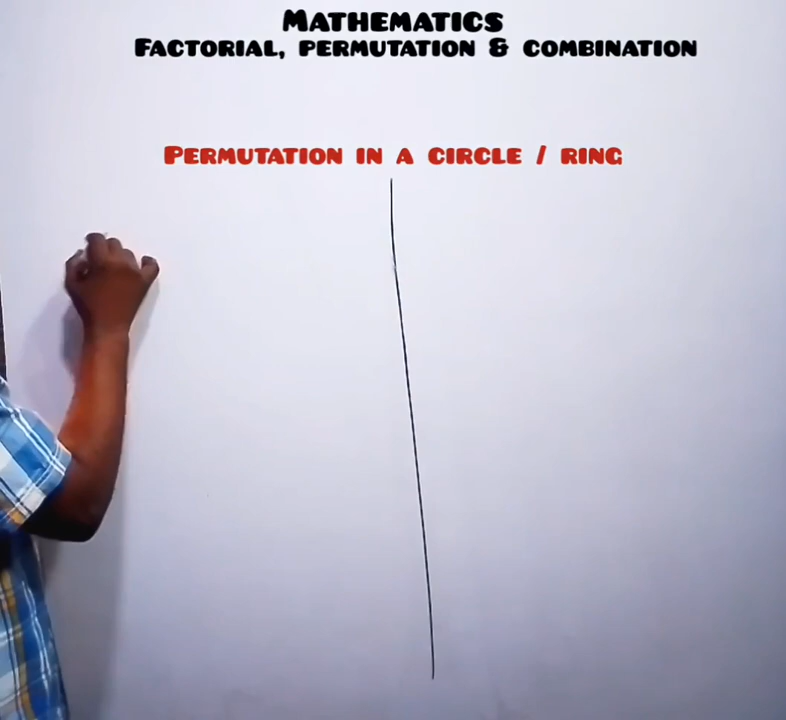 MATHEMATICS
FACTORIAL, PERMUTATION & COMBINATION
PERMUTATION IN A CIRCLE / RING